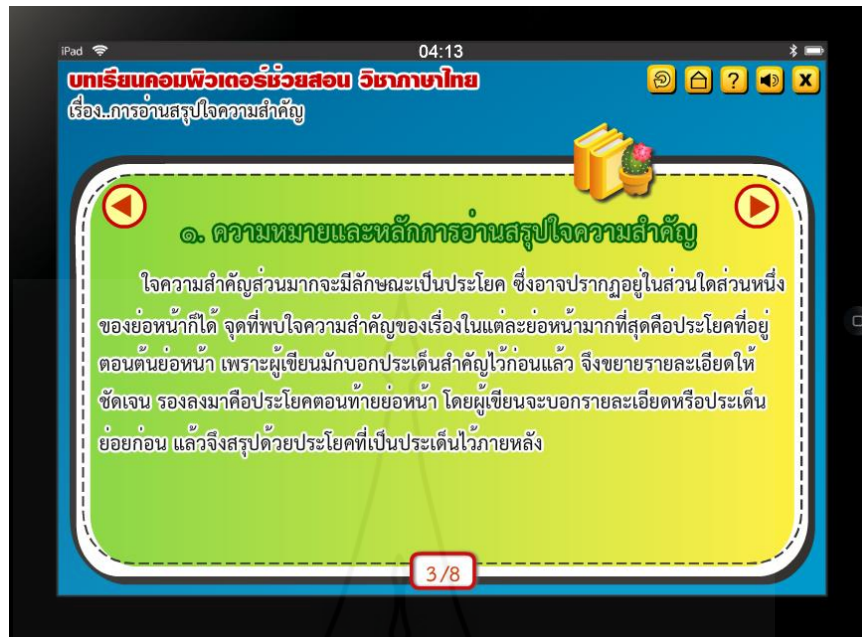 iPad 04:13
บทเรียนคอมพิวเตอร์ช่วยสอน วิชาภาษาไทย
? x
เรื่อง..การอ่านสรุปใจความสำคัญ
๑. ความหมายและหลักการอ่านสรุปใจความสำคัญ
ใจความสำคัญส่วนมากจะมีลักษณะเป็นประโยค ซึ่งอาจปรากฏอยู่ในส่วนใดส่วนหนึ่ง
ของย่อหน้าก็ได้ จุดที่พบใจความสำคัญของเรื่องในแต่ละย่อหน้ามากที่สุดคือประโยคที่อยู่
ตอนต้นย่อหน้า เพราะผู้เขียนมักบอกประเด็นสำคัญไว้ก่อนแล้ว จึงขยายรายละเอียดให้
ชัดเจน รองลงมาคือประโยคตอนท้ายย่อหน้า โดยผู้เขียนจะบอกรายละเอียดหรือประเด็น
ย่อยก่อน แล้วจึงสรุปด้วยประโยคที่เป็นประเด็นไว้ภายหลัง
3/8